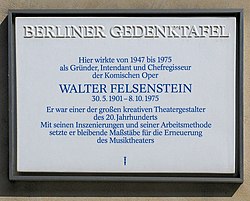 BERLINER GEDENKTAFEL
Hier wirkte von 1947 bis 1975
als Gründer, Intendant und Chefregisseur
der Komischen Oper
WALTER FELSENSTEIN
30.5.1901 – 8.10.1975
Er war einer der großen kreativen Theatergestalter
des 20. Jahrhunderts
Mit seinen Inszenierungen und seiner Arbeitsmethode
setzte er bleibende Maßstäbe für die Erneuerung
des Musiktheaters